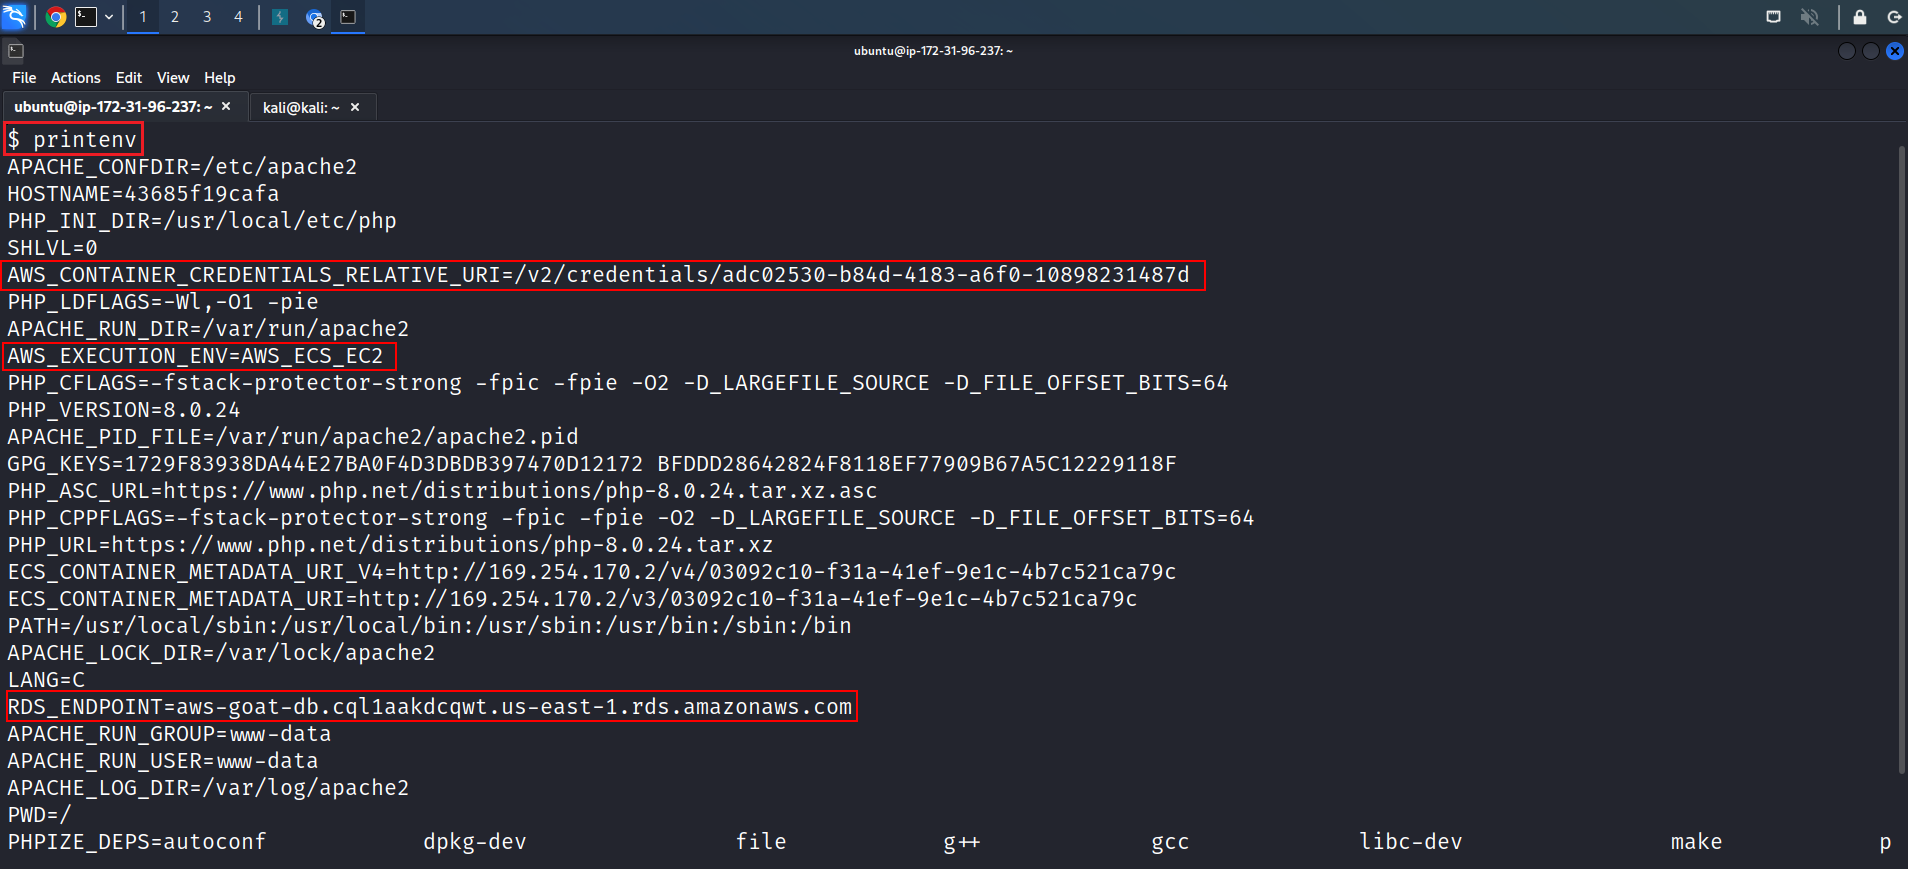 1 2 3 4 2
ubuntu@ip-172-31-96-237: ~
File Actions Edit View Help
ubuntu@ip-172-31-96-237: ~ × kali@kali: ~ ×
$ printenv
APACHE_CONFDIR=/etc/apache2
HOSTNAME=43685f19cafa
PHP_INI_DIR=/usr/local/etc/php
SHLVL=0
AWS_CONTAINER_CREDENTIALS_RELATIVE_URI=/v2/credentials/adc02530-b84d-4183-a6f0-10898231487d
PHP_LDFLAGS=-Wl,-O1 -pie
APACHE_RUN_DIR=/var/run/apache2
AWS_EXECUTION_ENV=AWS_ECS_EC2
PHP_CFLAGS=-fstack-protector-strong -fpic -fpie -O2 -D_LARGEFILE_SOURCE -D_FILE_OFFSET_BITS=64
PHP_VERSION=8.0.24
APACHE_PID_FILE=/var/run/apache2/apache2.pid
GPG_KEYS=1729F83938DA44E27BA0F4D3DBDB397470D12172 BFDDD28642824F8118EF77909B67A5C12229118F
PHP_ASC_URL=https://www.php.net/distributions/php-8.0.24.tar.xz.asc
PHP_CPPFLAGS=-fstack-protector-strong -fpic -fpie -O2 -D_LARGEFILE_SOURCE -D_FILE_OFFSET_BITS=64
PHP_URL=https://www.php.net/distributions/php-8.0.24.tar.xz
ECS_CONTAINER_METADATA_URI_V4=http://169.254.170.2/v4/03092c10-f31a-41ef-9e1c-4b7c521ca79c
ECS_CONTAINER_METADATA_URI=http://169.254.170.2/v3/03092c10-f31a-41ef-9e1c-4b7c521ca79c
PATH=/usr/local/sbin:/usr/local/bin:/usr/sbin:/usr/bin:/sbin:/bin
APACHE_LOCK_DIR=/var/lock/apache2
LANG=C
RDS_ENDPOINT=aws-goat-db.cql1aakdcqwt.us-east-1.rds.amazonaws.com
APACHE_RUN_GROUP=www-data
APACHE_RUN_USER=www-data
APACHE_LOG_DIR=/var/log/apache2
PWD=/
PHPIZE_DEPS=autoconf dpkg-dev file g++ gcc libc-dev make p